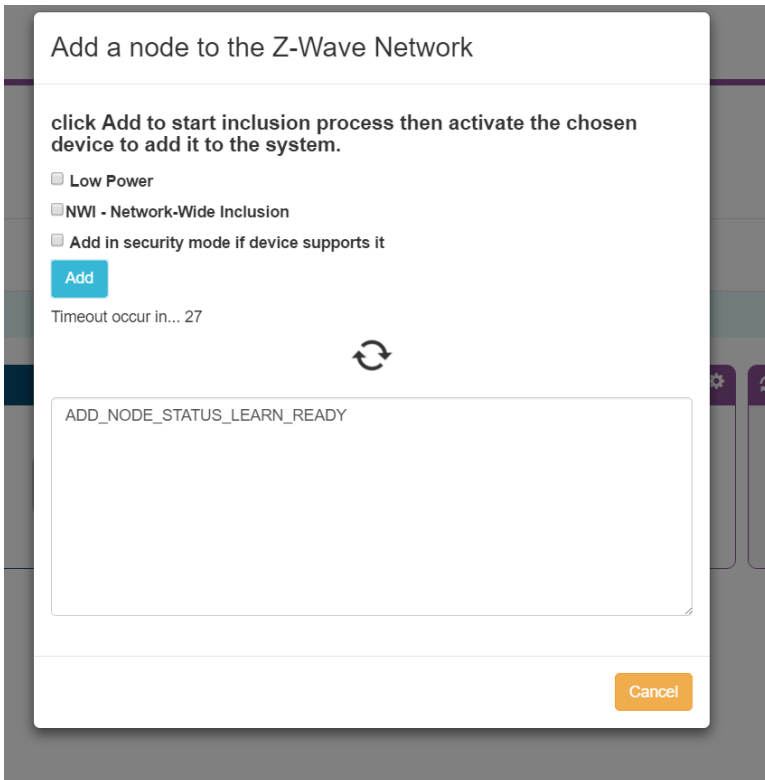 Add a node to the Z-Wave Network
click Add to start inclusion process then activate the chosen
device to add it to the system.
Low Power
NWI - Network-Wide Inclusion
Add in security mode if device supports it
Add
Timeout occur in... 27
ADD_NODE_STATUS_LEARN_READY
Cancel